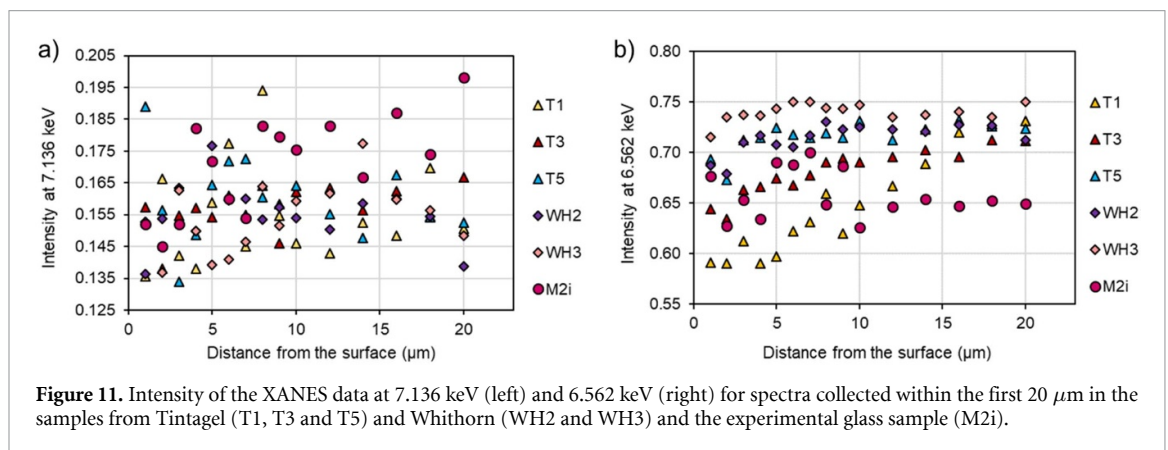 a)
0.205
0.195
0.185
0.175
0.165
0.155
0.145
0.135
0.125
Intensity at 7.136 keV
0 5 10 15 20
Distance from the surface (µm)
T1
T3
T5
WH2
WH3
M2i
b)
0.80
0.75
0.70
0.65
0.60
0.55
Intensity at 6.562 keV
0 5 10 15 20
Distance from the surface (µm)
T1
T3
T5
WH2
WH3
M2i
Figure 11. Intensity of the XANES data at 7.136 keV (left) and 6.562 keV (right) for spectra collected within the first 20 µm in the
samples from Tintagel (T1, T3 and T5) and Whithorn (WH2 and WH3) and the experimental glass sample (M2i).